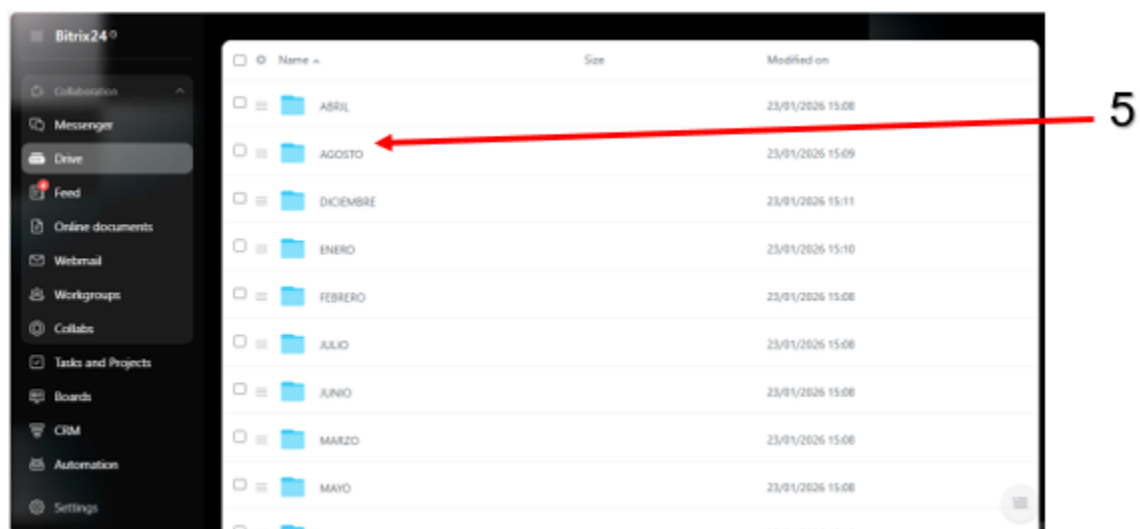 Bitrix24
Name Size Modified on
Collaboration
ABRIL 23/01/2026 15:08
Messenger
5
Drive
AGOSTO 23/01/2026 15:09
Feed
DICIEMBRE 23/01/2026 15:11
Online documents
ENERO 23/01/2026 15:10
Webmail
Workgroups
FEBRERO 23/01/2026 15:08
Collabs
JULIO 23/01/2026 15:08
Tasks and Projects
JUNIO 23/01/2026 15:08
Boards
CRM
MARZO 23/01/2026 15:08
Automation
MAYO 23/01/2026 15:08
Settings